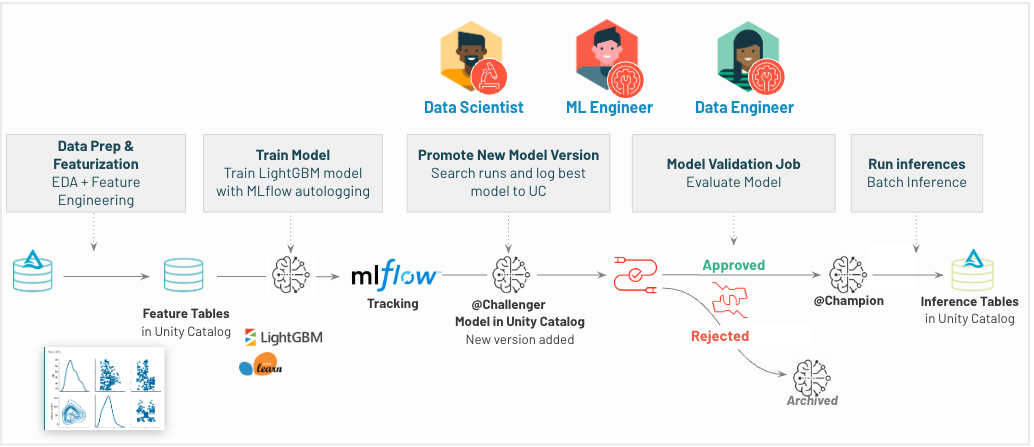 Data Scientist
ML Engineer
Data Engineer
Data Prep &
Featurization
EDA + Feature
Engineering
Train Model
Train LightGBM model
with MLflow autologging
Promote New Model Version
Search runs and log best
model to UC
Model Validation Job
Evaluate Model
Run inferences
Batch Inference
Feature Tables
in Unity Catalog
LightGBM
learn
mlflow
Tracking
@Challenger
Model in Unity Catalog
New version added
Approved
Rejected
@Champion
Archived
Inference Tables
in Unity Catalog